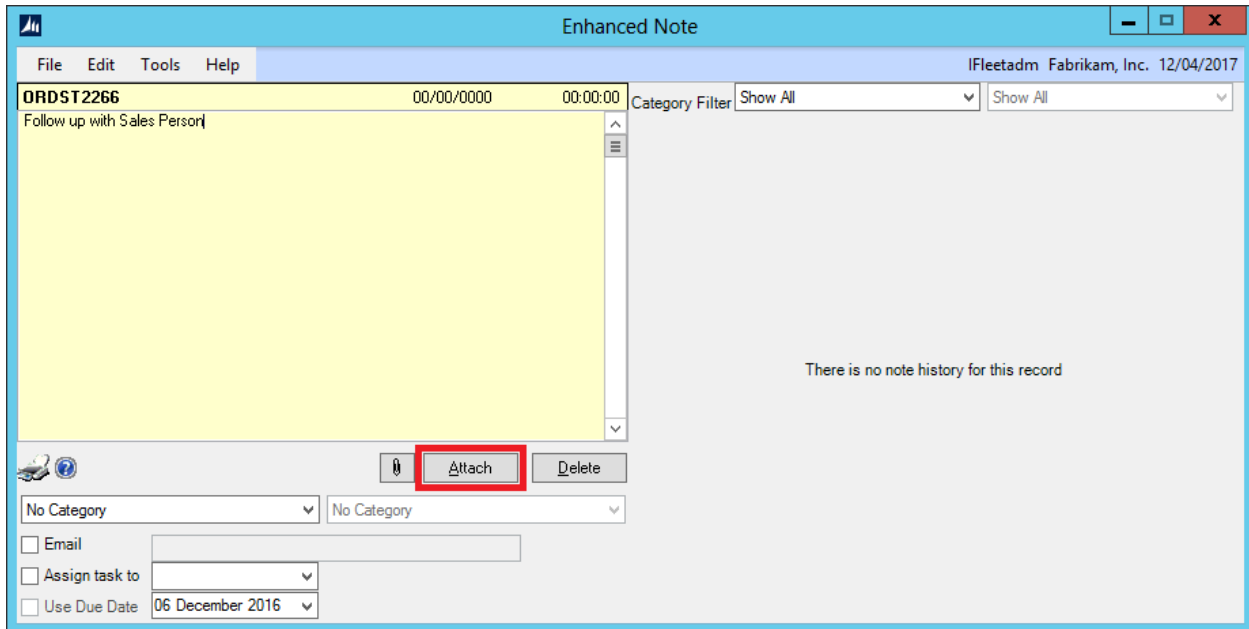 Enhanced Note
File Edit Tools Help IFleetadm Fabrikam, Inc. 12/04/2017
ORDST2266 00/00/0000 00:00:00 Category Filter Show All Show All
Follow up with Sales Person
There is no note history for this record
Attach Delete
No Category No Category
Email
Assign task to
Use Due Date 06 December 2016